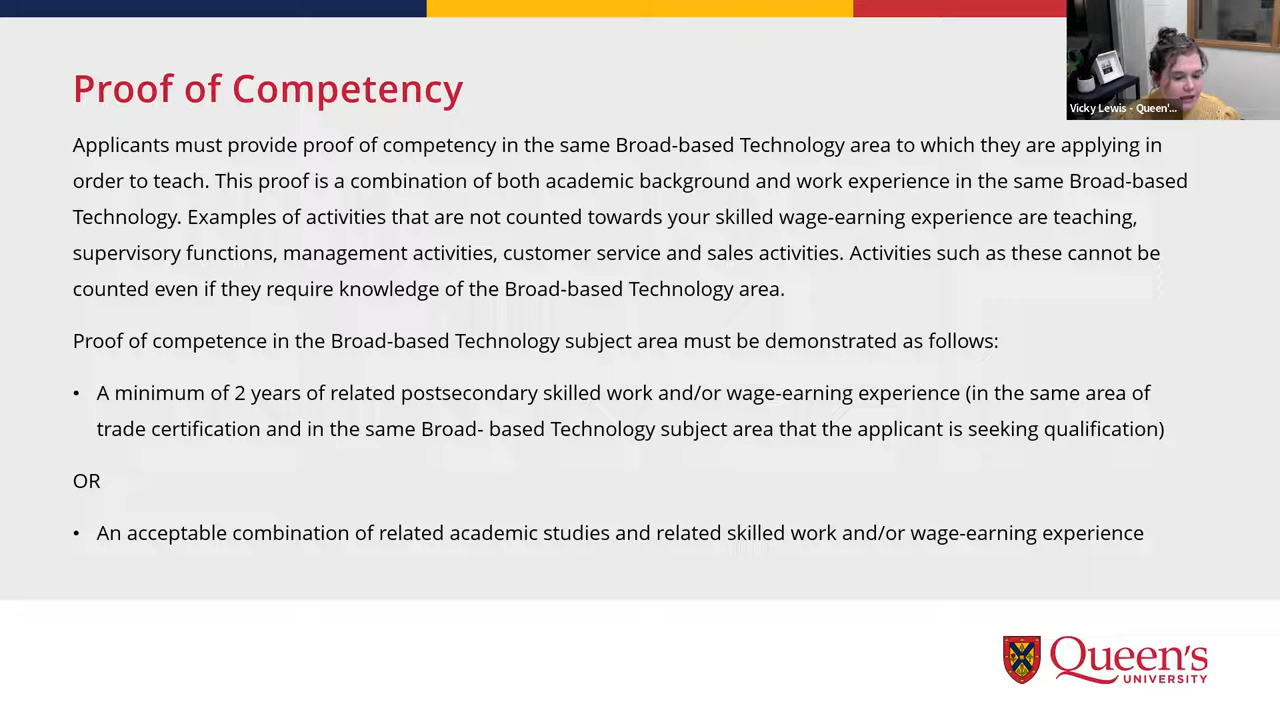 Proof of Competency
Vicky Lewis - Queen'...
Applicants must provide proof of competency in the same Broad-based Technology area to which they are applying in
order to teach. This proof is a combination of both academic background and work experience in the same Broad-based
Technology. Examples of activities that are not counted towards your skilled wage-earning experience are teaching,
supervisory functions, management activities, customer service and sales activities. Activities such as these cannot be
counted even if they require knowledge of the Broad-based Technology area.
Proof of competence in the Broad-based Technology subject area must be demonstrated as follows:
• A minimum of 2 years of related postsecondary skilled work and/or wage-earning experience (in the same area of
trade certification and in the same Broad- based Technology subject area that the applicant is seeking qualification)
OR
• An acceptable combination of related academic studies and related skilled work and/or wage-earning experience
Queen's
UNIVERSITY